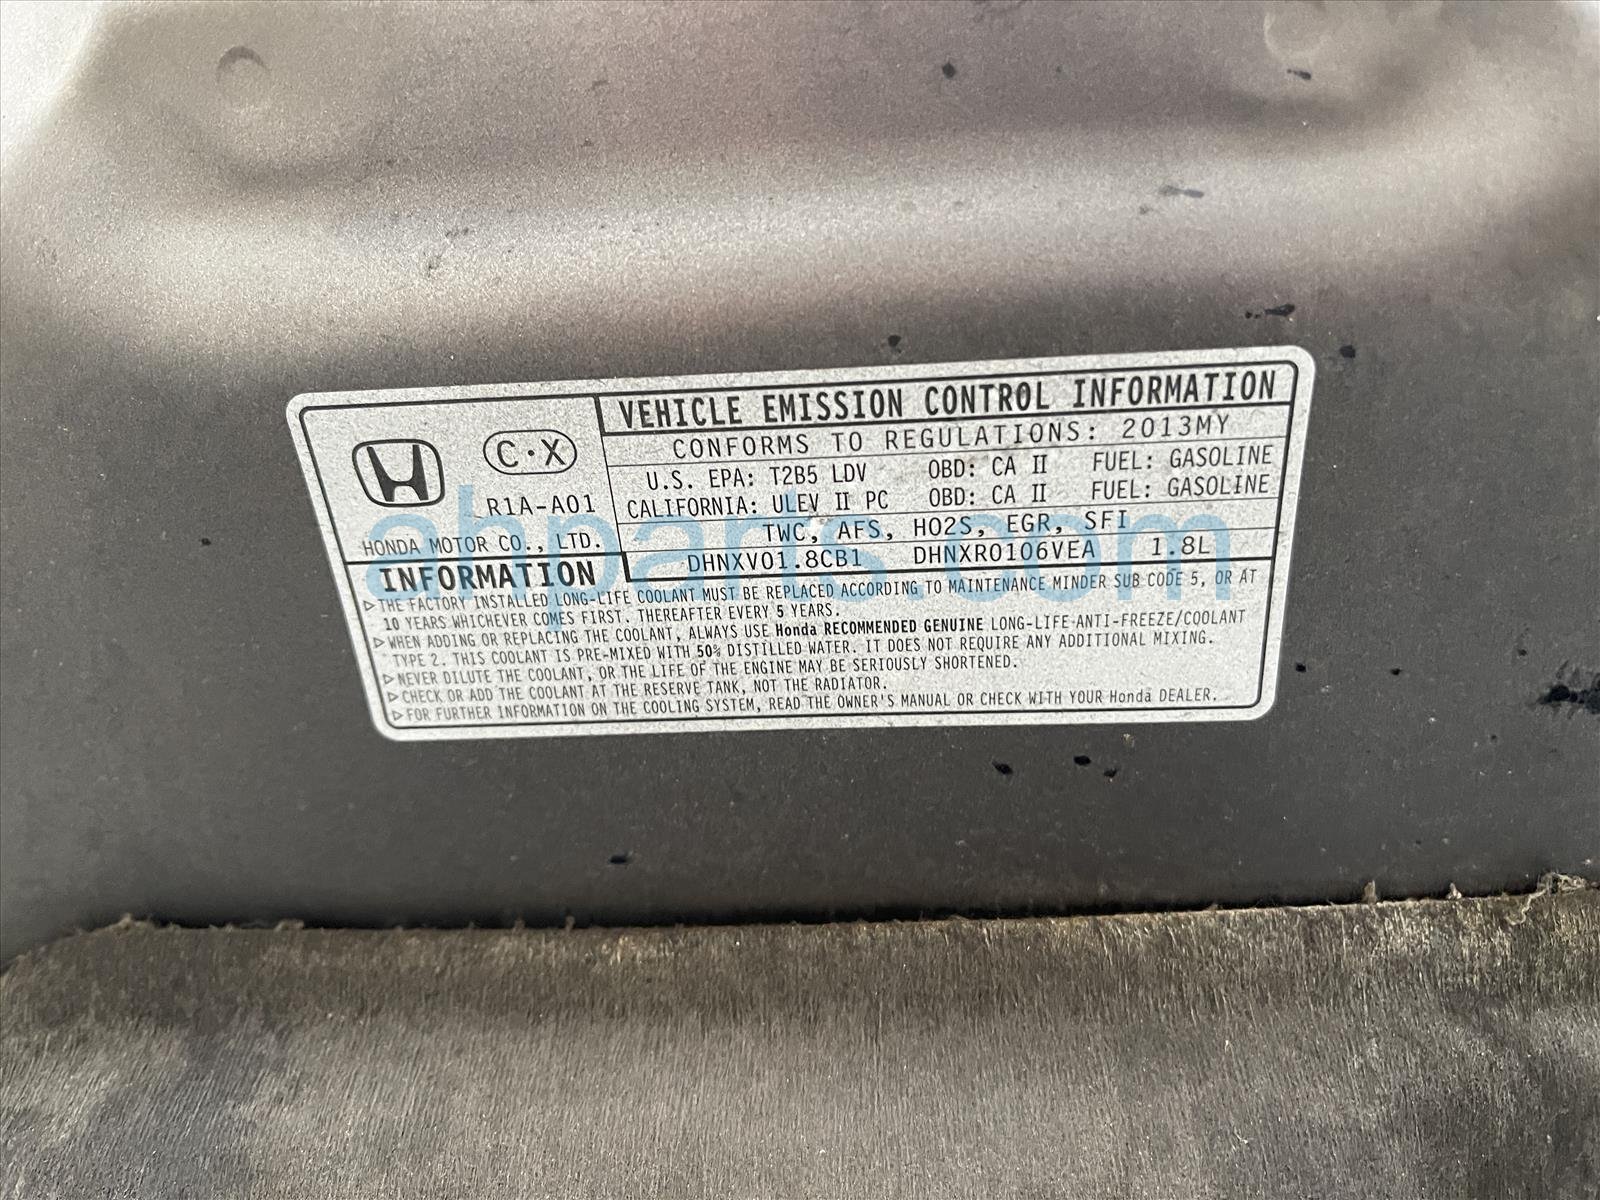 VEHICLE EMISSION CONTROL INFORMATION
C·X
CONFORMS TO REGULATIONS: 2013MY
U.S. EPA: T2B5 LDV OBD: CA II FUEL: GASOLINE
R1A-A01
CALIFORNIA: ULEV II PC OBD: CA II FUEL: GASOLINE
TWC, AFS, HO2S, EGR, SFI
HONDA MOTOR CO., LTD.
DHNXV01.8CB1 DHNXR0106VEA 1.8L
INFORMATION
▷THE FACTORY INSTALLED LONG-LIFE COOLANT MUST BE REPLACED ACCORDING TO MAINTENANCE MINDER SUB CODE 5, OR AT
10 YEARS WHICHEVER COMES FIRST. THEREAFTER EVERY 5 YEARS.
▷WHEN ADDING OR REPLACING THE COOLANT, ALWAYS USE Honda RECOMMENDED GENUINE LONG-LIFE-ANTI-FREEZE/COOLANT
TYPE 2. THIS COOLANT IS PRE-MIXED WITH 50% DISTILLED WATER. IT DOES NOT REQUIRE ANY ADDITIONAL MIXING.
▷NEVER DILUTE THE COOLANT, OR THE LIFE OF THE ENGINE MAY BE SERIOUSLY SHORTENED.
▷CHECK OR ADD THE COOLANT AT THE RESERVE TANK, NOT THE RADIATOR.
▷FOR FURTHER INFORMATION ON THE COOLING SYSTEM, READ THE OWNER'S MANUAL OR CHECK WITH YOUR Honda DEALER.
ahparts.com